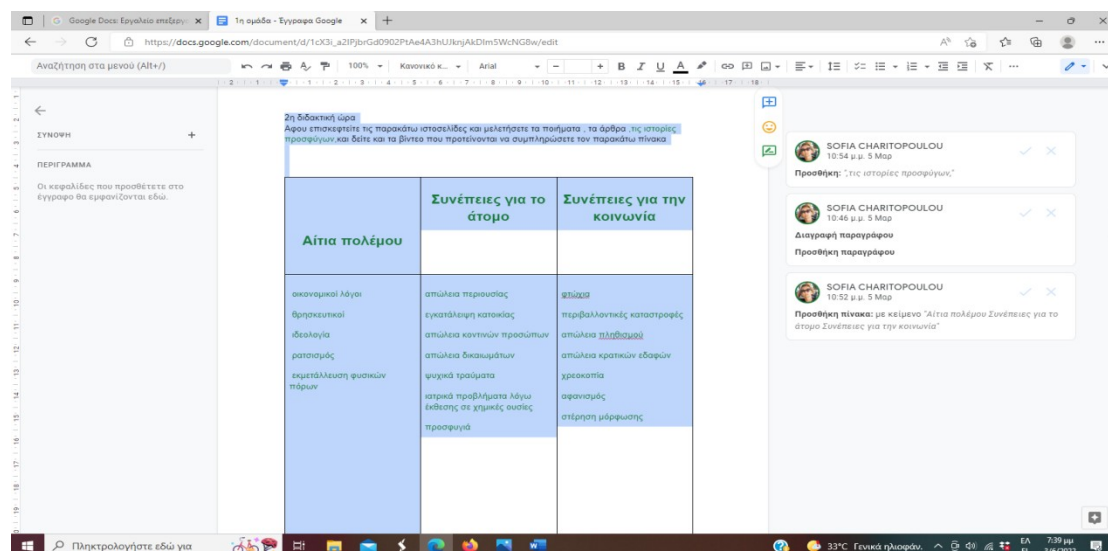 Google Docs: Εργαλείο επεξεργ
1η ομάδα - Έγγραφα Google
https://docs.google.com/document/d/1cX3i_a2IPjbrGd0902PtAe4A3hUJknjAkDIm5WcNG8w/edit
Αναζήτηση στα μενού (Alt+/)
100%
Κανονικό κ...
Arial
ΣΥΝΟΨΗ
ΠΕΡΙΓΡΑΜΜΑ
Οι κεφαλίδες που προσθέτετε στο
έγγραφο θα εμφανίζονται εδώ.
2η διδακτική ώρα
Αφου επισκεφτείτε τις παρακάτω ιστοσελίδες και μελετήσετε τα ποιήματα , τα άρθρα ,τις ιστορίες
προσφύγων,και δείτε και τα βίντεο που προτείνονται να συμπληρώσετε τον παρακάτω πίνακα
Αίτια πολέμου
Συνέπειες για το
άτομο
Συνέπειες για την
κοινωνία
οικονομικοί λόγοι
θρησκευτικοί
ιδεολογία
ρατσισμός
εκμετάλλευση φυσικών
πόρων
απώλεια περιουσίας
εγκατάλειψη κατοικίας
απώλεια κοντινών προσώπων
απώλεια δικαιωμάτων
ψυχικά τραύματα
ιατρικά προβλήματα λόγω
έκθεσης σε χημικές ουσίες
προσφυγιά
φτώχια
περιβαλλοντικές καταστροφές
απώλεια πληθισμού
απώλεια κρατικών εδαφών
χρεοκοπία
αφανισμός
στέρηση μόρφωσης
SOFIA CHARITOPOULOU
10:54 μ.μ. 5 Μαρ
Προσθήκη: ",τις ιστορίες προσφύγων,"
SOFIA CHARITOPOULOU
10:46 μ.μ. 5 Μαρ
Διαγραφή παραγράφου
Προσθήκη παραγράφου
SOFIA CHARITOPOULOU
10:52 μ.μ. 5 Μαρ
Προσθήκη πίνακα: με κείμενο "Αίτια πολέμου Συνέπειες για το
άτομο Συνέπειες για την κοινωνία"
Πληκτρολογήστε εδώ για
33°C Γενικά ηλιοφάν.
ΕΛ
7:39 μμ